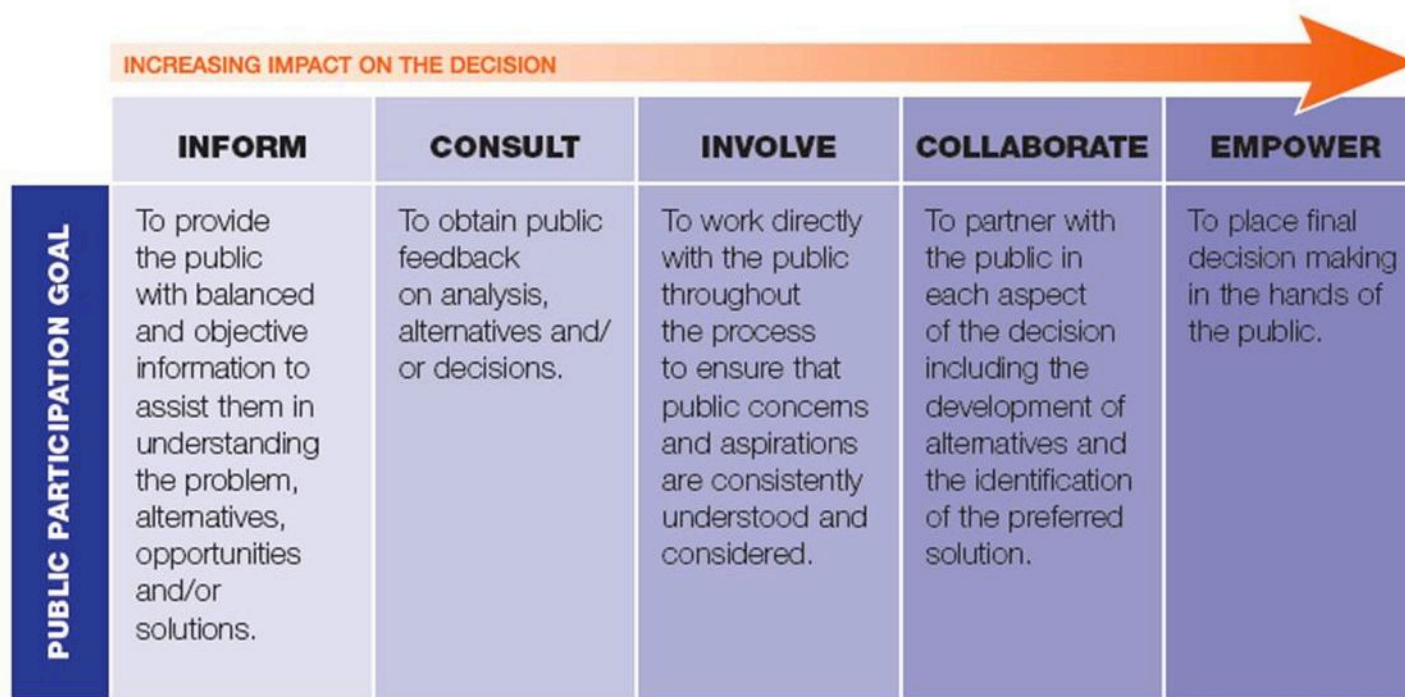 INCREASING IMPACT ON THE DECISION
INFORM
CONSULT
INVOLVE
COLLABORATE
EMPOWER
PUBLIC PARTICIPATION GOAL
To provide
the public
with balanced
and objective
information to
assist them in
understanding
the problem,
alternatives,
opportunities
and/or
solutions.
To obtain public
feedback
on analysis,
alternatives and/
or decisions.
To work directly
with the public
throughout
the process
to ensure that
public concerns
and aspirations
are consistently
understood and
considered.
To partner with
the public in
each aspect
of the decision
including the
development of
alternatives and
the identification
of the preferred
solution.
To place final
decision making
in the hands of
the public.